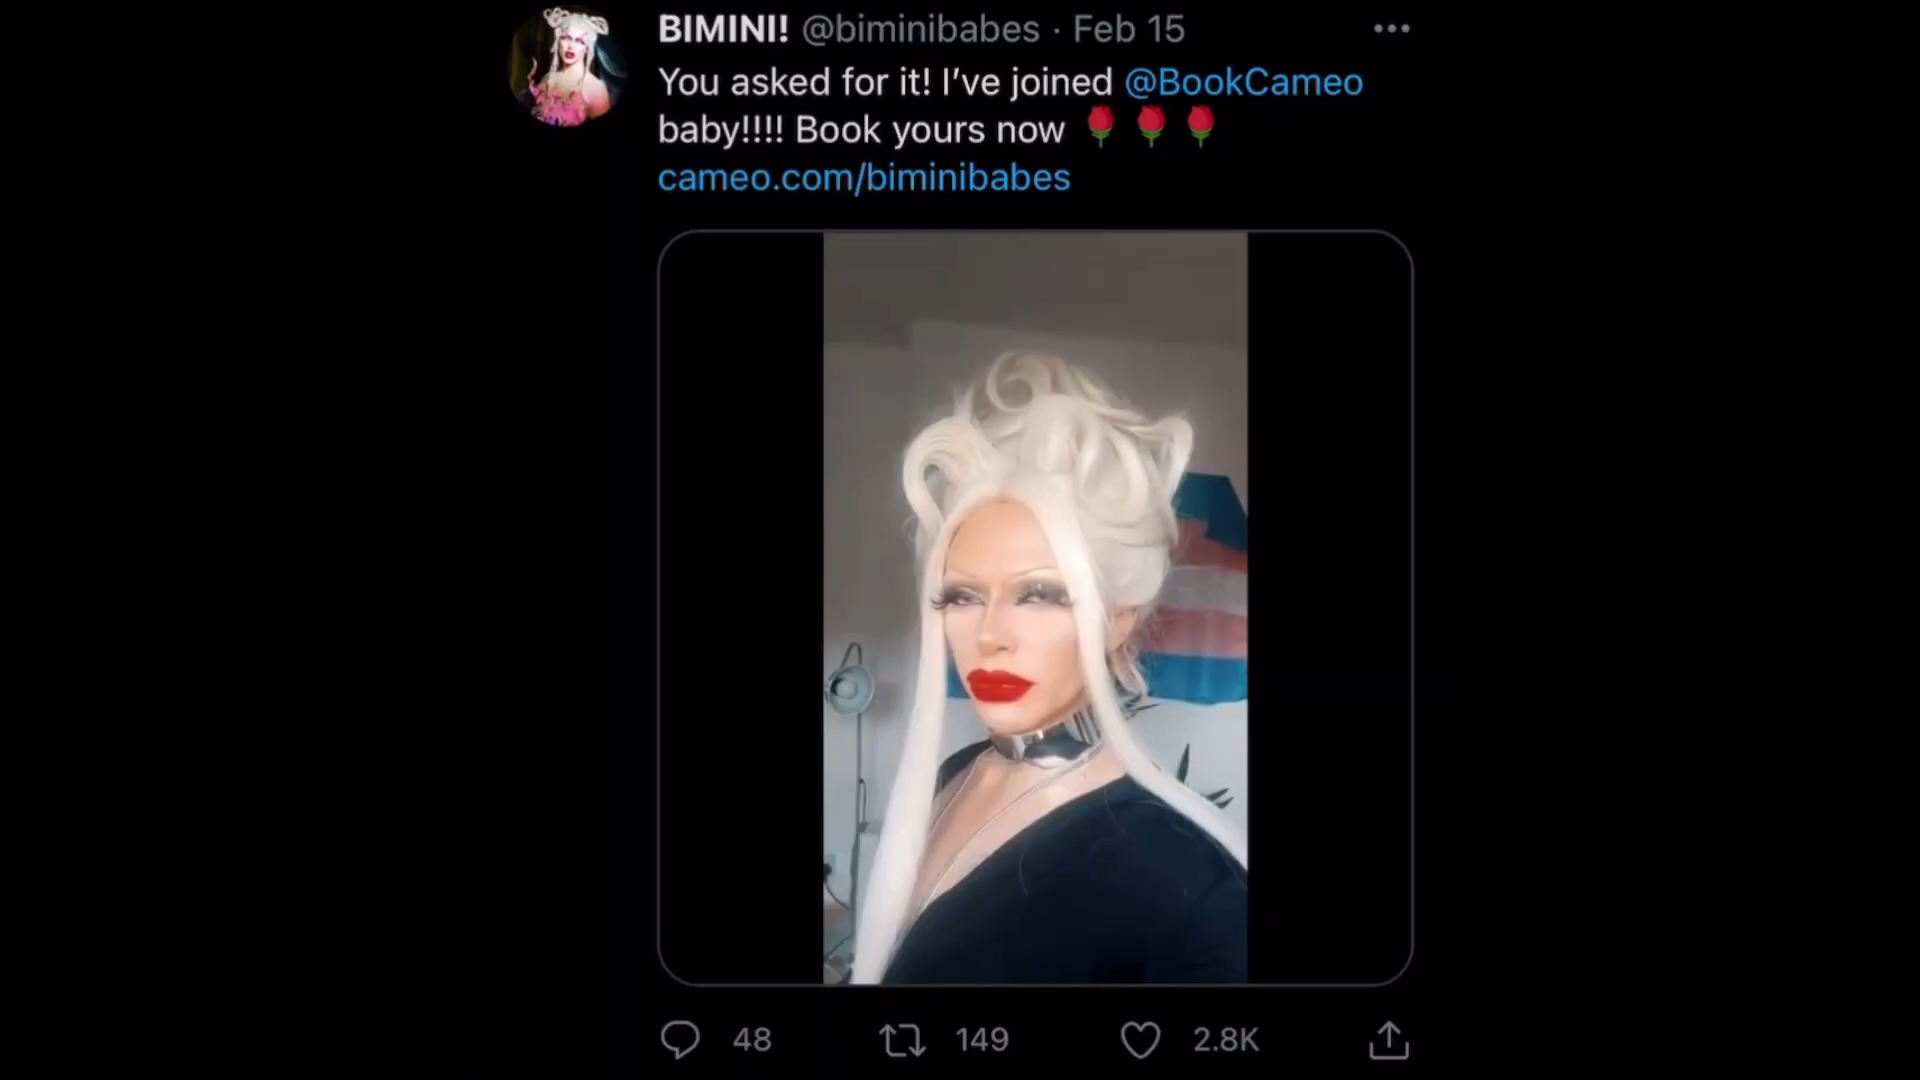 BIMINI! @biminibabes · Feb 15
You asked for it! I’ve joined @BookCameo
baby!!!! Book yours now 🌹🌹🌹
cameo.com/biminibabes
48 149 2.8K